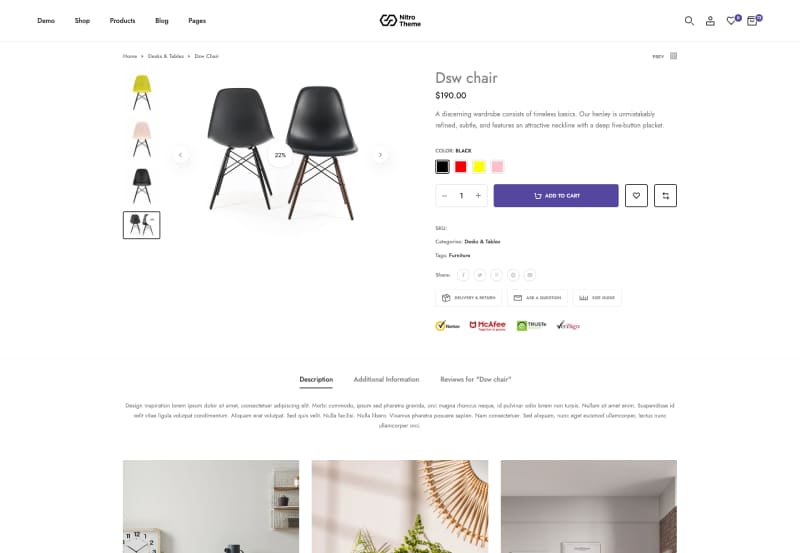 Demo Shop Products Blog Pages
Nitro
Theme
Home > Desks & Tables > Dsw Chair
PREV
Dsw chair
$190.00
A discerning wardrobe consists of timeless basics. Our henley is unmistakably
refined, subtle, and features an attractive neckline with a deep five-button placket.
22%
COLOR: BLACK
− 1 +
ADD TO CART
SKU:
Categories: Desks & Tables
Tags: Furniture
Share:
DELIVERY & RETURN
ASK A QUESTION
SIZE GUIDE
Norton
McAfee
TRUSTe
VeriSign
Description Additional Information Reviews for "Dsw chair"
Design inspiration lorem ipsum dolor sit amet, consectetuer adipiscing elit. Morbi commodo, ipsum sed pharetra gravida, orci magna rhoncus neque, id pulvinar odio lorem non turpis. Nullam sit amet enim. Suspendisse id
velit vitae ligula volutpat condimentum. Aliquam erat volutpat. Sed quis velit. Nulla facilisi. Nulla libero. Vivamus pharetra posuere sapien. Nam consectetuer. Sed aliquam, nunc eget euismod ullamcorper, lectus nunc
ullamcorper orci.
12
1
2
3